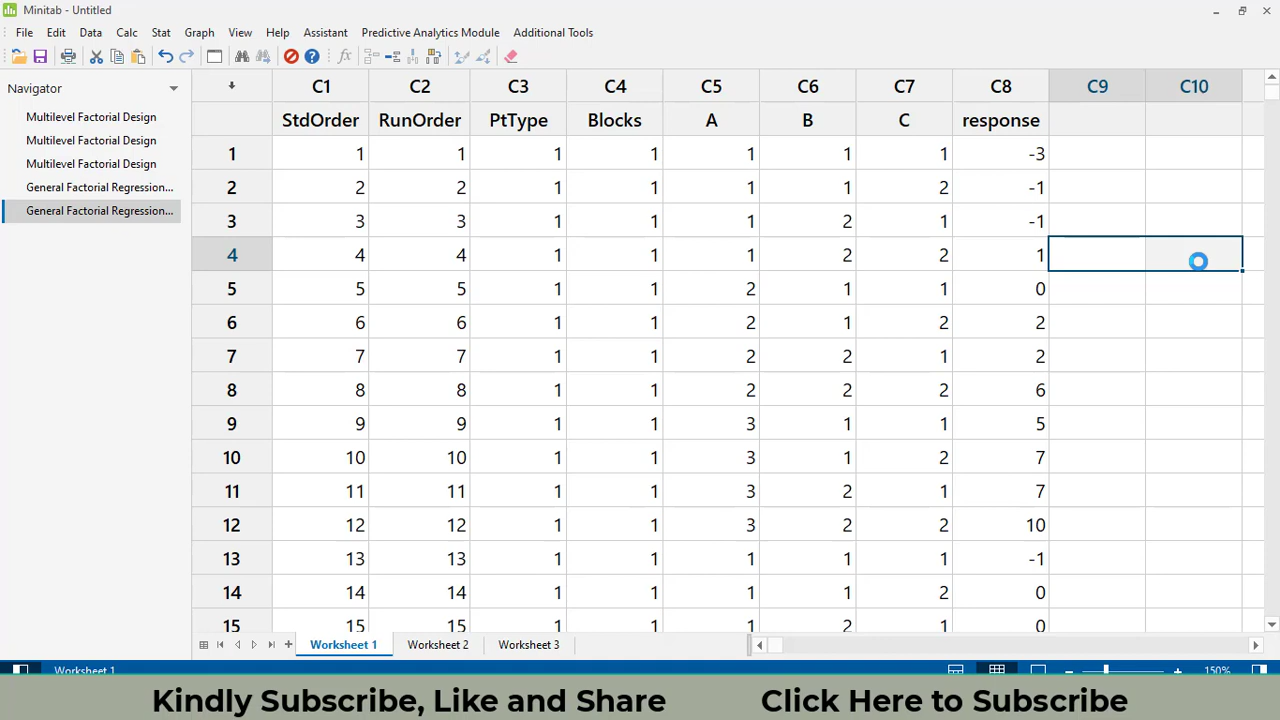 Minitab - Untitled
File Edit Data Calc Stat Graph View Help Assistant Predictive Analytics Module Additional Tools
Navigator
Multilevel Factorial Design
Multilevel Factorial Design
Multilevel Factorial Design
General Factorial Regression...
General Factorial Regression...
C1 C2 C3 C4 C5 C6 C7 C8 C9 C10
StdOrder RunOrder PtType Blocks A B C response
1 1 1 1 1 1 1 1 -3
2 2 2 1 1 1 1 2 -1
3 3 3 1 1 1 2 1 -1
4 4 4 1 1 1 2 2 1
5 5 5 1 1 2 1 1 0
6 6 6 1 1 2 1 2 2
7 7 7 1 1 2 2 1 2
8 8 8 1 1 2 2 2 6
9 9 9 1 1 3 1 1 5
10 10 10 1 1 3 1 2 7
11 11 11 1 1 3 2 1 7
12 12 12 1 1 3 2 2 10
13 13 13 1 1 1 1 1 -1
14 14 14 1 1 1 1 2 0
15 15 15 1 1 1 2 1 0
Worksheet 1 Worksheet 2 Worksheet 3
Worksheet 1 150%
Kindly Subscribe, Like and Share Click Here to Subscribe